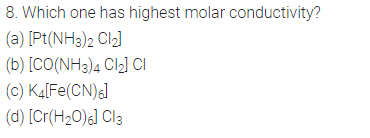 8. Which one has highest molar conductivity?
(a) [Pt(NH₃)₂ Cl₂]
(b) [CO(NH₃)₄ Cl₂] Cl
(c) K₄[Fe(CN)₆]
(d) [Cr(H₂O)₆] Cl₃